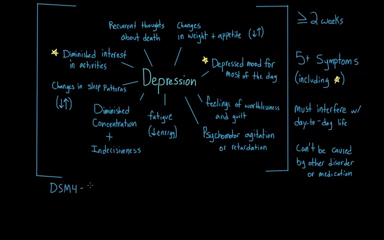 Recurrent thoughts
about death
Changes
in weight + appetite (↓↑)
≥ 2 weeks
Diminished interest
in activities
Depressed mood for
most of the day
5+ Symptoms
(including ★)
Changes in sleep patterns
(↓↑)
Depression
Diminished
Concentration
+
Indecisiveness
fatigue
(↓energy)
feelings of worthlessness
and guilt
Psychomotor agitation
or retardation
must interfere w/
day-to-day life
Can't be caused
by other disorder
or medication
DSM4 -